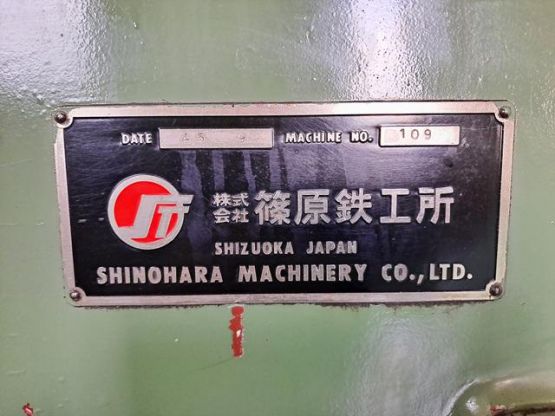 DATE MACHINE NO. 109
株式会社 篠原鉄工所
SHIZUOKA JAPAN
SHINOHARA MACHINERY CO., LTD.